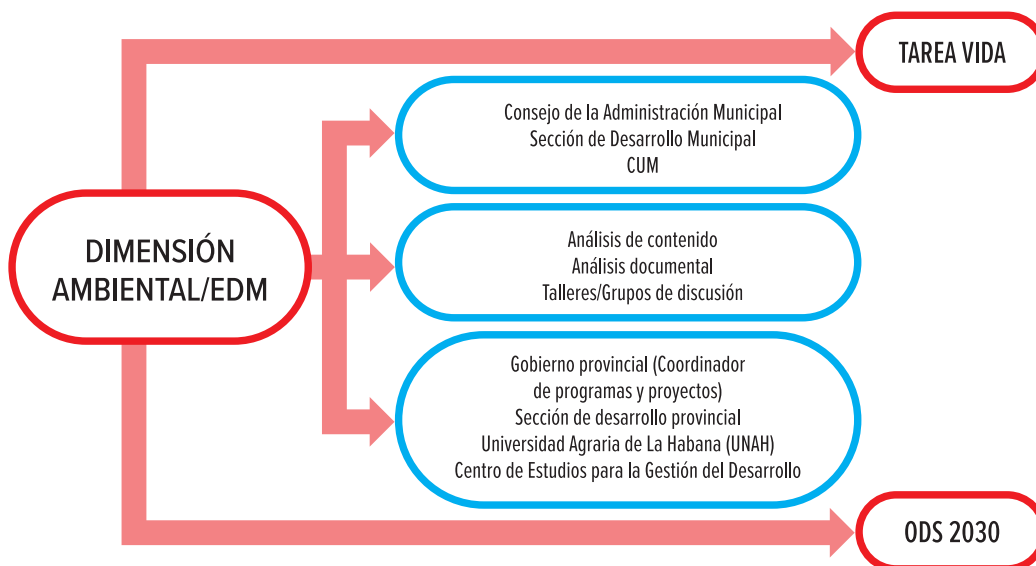 TAREA VIDA
Consejo de la Administración Municipal
Sección de Desarrollo Municipal
CUM
DIMENSIÓN
AMBIENTAL/EDM
Análisis de contenido
Análisis documental
Talleres/Grupos de discusión
Gobierno provincial (Coordinador
de programas y proyectos)
Sección de desarrollo provincial
Universidad Agraria de La Habana (UNAH)
Centro de Estudios para la Gestión del Desarrollo
ODS 2030